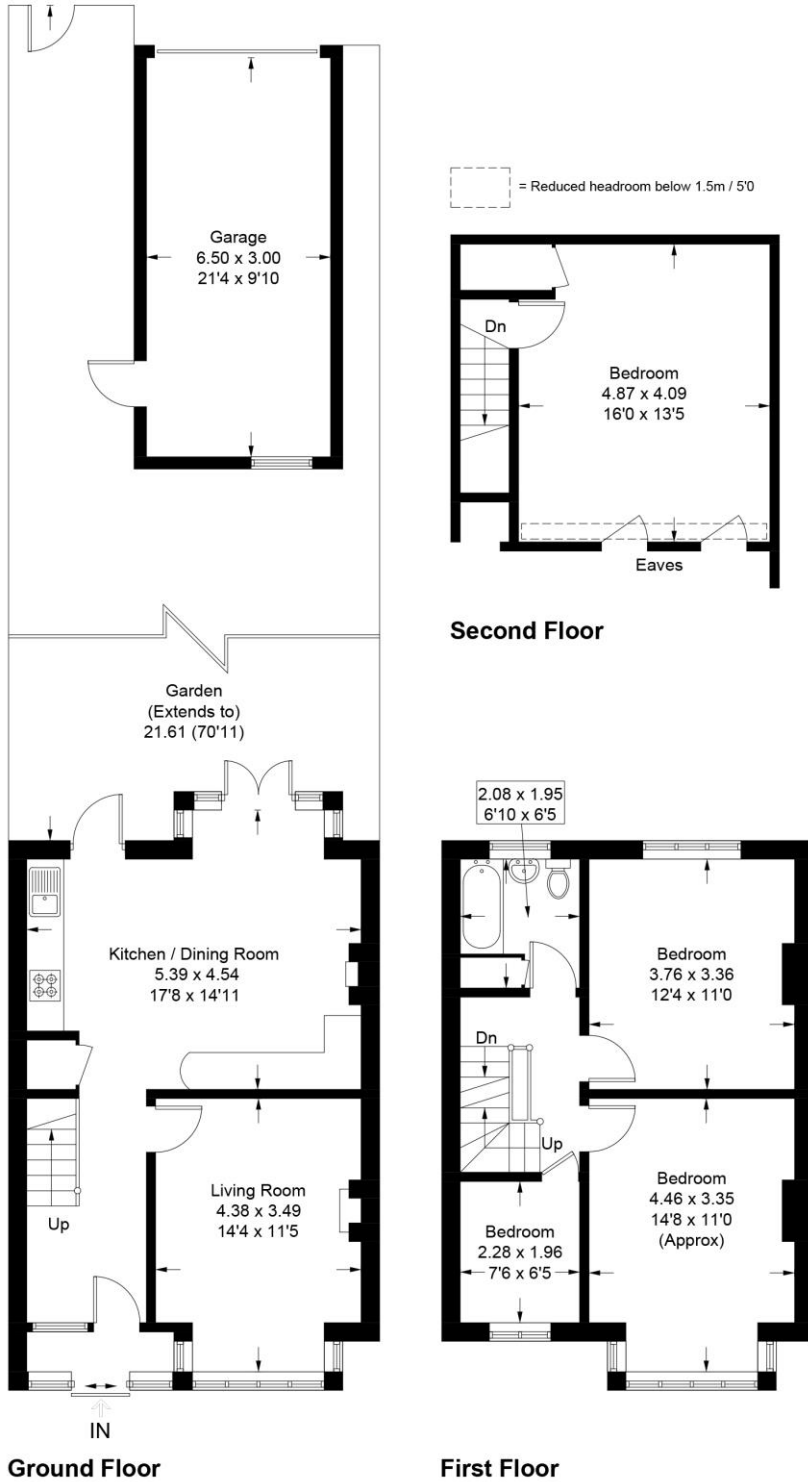 Garage
6.50 x 3.00
21'4 x 9'10
= Reduced headroom below 1.5m / 5'0
Dn
Bedroom
4.87 x 4.09
16'0 x 13'5
Eaves
Second Floor
Garden
(Extends to)
21.61 (70'11)
Kitchen / Dining Room
5.39 x 4.54
17'8 x 14'11
Living Room
4.38 x 3.49
14'4 x 11'5
Up
IN
Ground Floor
2.08 x 1.95
6'10 x 6'5
Bedroom
3.76 x 3.36
12'4 x 11'0
Dn
Up
Bedroom
4.46 x 3.35
14'8 x 11'0
(Approx)
Bedroom
2.28 x 1.96
7'6 x 6'5
First Floor